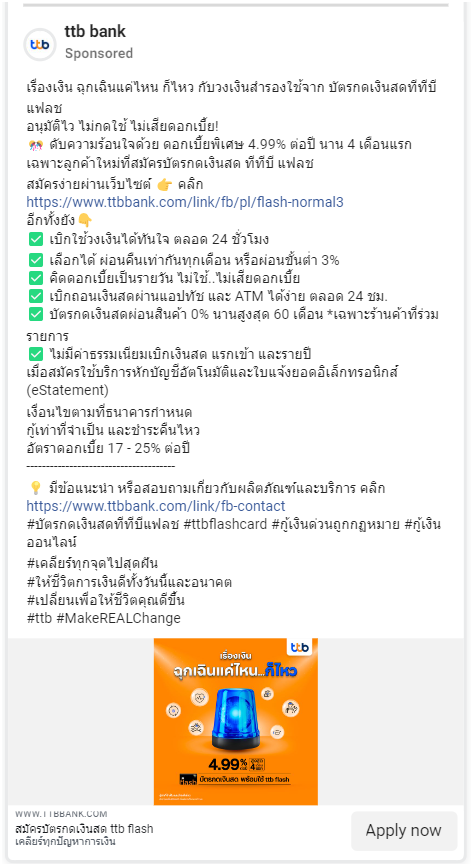 ttb bank
ttb
Sponsored
เรื่องเงิน ฉุกเฉินแค่ไหน ก็ไหว กับวงเงินสำรองใช้จาก บัตรกดเงินสดทีทีบี
แฟลช
อนุมัติไว ไม่กดใช้ ไม่เสียดอกเบี้ย!
🎊 ดับความร้อนใจด้วย ดอกเบี้ยพิเศษ 4.99% ต่อปี นาน 4 เดือนแรก
เฉพาะลูกค้าใหม่ที่สมัครบัตรกดเงินสด ทีทีบี แฟลช
สมัครง่ายผ่านเว็บไซต์ 👉 คลิก
https://www.ttbbank.com/link/fb/pl/flash-normal3
อีกทั้งยัง👇
✅ เบิกใช้วงเงินได้ทันใจ ตลอด 24 ชั่วโมง
✅ เลือกได้ ผ่อนคืนเท่ากันทุกเดือน หรือผ่อนขั้นต่ำ 3%
✅ คิดดอกเบี้ยเป็นรายวัน ไม่ใช้..ไม่เสียดอกเบี้ย
✅ เบิกถอนเงินสดผ่านแอปทัช และ ATM ได้ง่าย ตลอด 24 ชม.
✅ บัตรกดเงินสดผ่อนสินค้า 0% นานสูงสุด 60 เดือน *เฉพาะร้านค้าที่ร่วม
รายการ
✅ ไม่มีค่าธรรมเนียมเบิกเงินสด แรกเข้า และรายปี
เมื่อสมัครใช้บริการหักบัญชีอัตโนมัติและใบแจ้งยอดอิเล็กทรอนิกส์
(eStatement)
เงื่อนไขตามที่ธนาคารกำหนด
กู้เท่าที่จำเป็น และชำระคืนไหว
อัตราดอกเบี้ย 17 - 25% ต่อปี
-------------------------------------
💡 มีข้อแนะนำ หรือสอบถามเกี่ยวกับผลิตภัณฑ์และบริการ คลิก
https://www.ttbbank.com/link/fb-contact
#บัตรกดเงินสดทีทีบีแฟลช #ttbflashcard #กู้เงินด่วนถูกกฎหมาย #กู้เงิน
ออนไลน์
#เคลียร์ทุกจุดไปสุดฝัน
#ให้ชีวิตการเงินดีทั้งวันนี้และอนาคต
#เปลี่ยนเพื่อให้ชีวิตคุณดีขึ้น
#ttb #MakeREALChange
ttb
เรื่องเงิน
ฉุกเฉินแค่ไหน...ก็ไหว
4.99%
flash บัตรกดเงินสด พร้อมใช้ ttb flash
WWW.TTBBANK.COM
สมัครบัตรกดเงินสด ttb flash
เคลียร์ทุกปัญหาการเงิน
Apply now